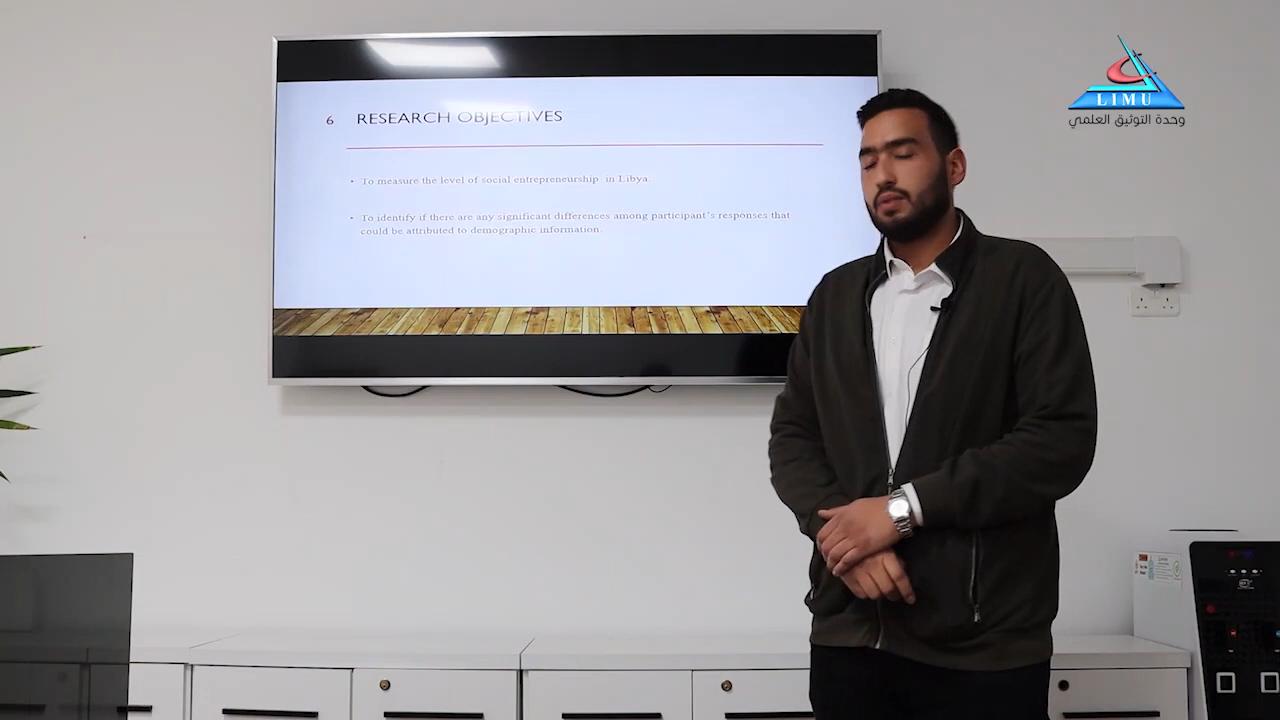 6 RESEARCH OBJECTIVES
• To measure the level of social entrepreneurship in Libya.
• To identify if there are any significant differences among participant's responses that
could be attributed to demographic information.
LIMU
وحدة التوثيق العلمي